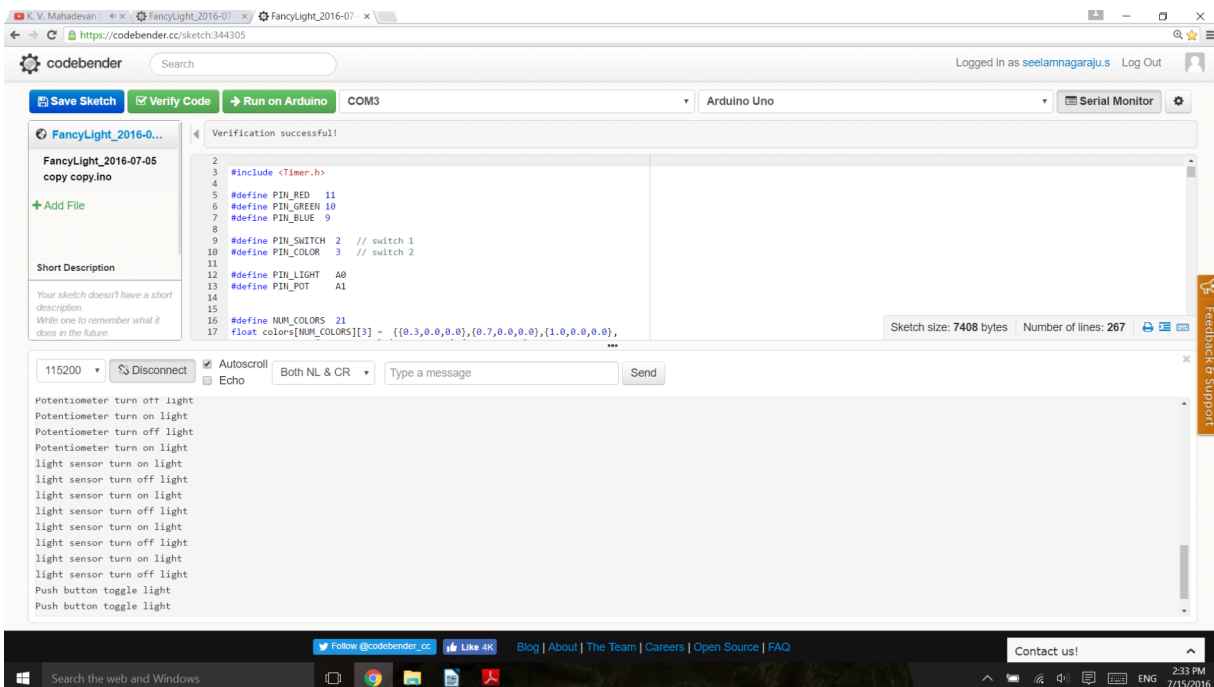 K. V. Mahadevan
FancyLight_2016-07-
FancyLight_2016-07-
https://codebender.cc/sketch:344305
codebender
Search
Logged in as seelamnagaraju.s Log Out
Save Sketch
Verify Code
Run on Arduino
COM3
Arduino Uno
Serial Monitor
FancyLight_2016-0...
Verification successful!
FancyLight_2016-07-05
copy copy.ino
Add File
Short Description
Your sketch doesn't have a short
description.
Write one to remember what it
does in the future.
2
3 #include <Timer.h>
4
5 #define PIN_RED 11
6 #define PIN_GREEN 10
7 #define PIN_BLUE 9
8
9 #define PIN_SWITCH 2 // switch 1
10 #define PIN_COLOR 3 // switch 2
11
12 #define PIN_LIGHT A0
13 #define PIN_POT A1
14
15
16 #define NUM_COLORS 21
17 float colors[NUM_COLORS][3] = {{0.3,0.0,0.0},{0.7,0.0,0.0},{1.0,0.0,0.0},
Sketch size: 7408 bytes Number of lines: 267
Feedback & Support
115200
Disconnect
Autoscroll
Echo
Both NL & CR
Type a message
Send
Potentiometer turn off light
Potentiometer turn on light
Potentiometer turn off light
Potentiometer turn on light
light sensor turn on light
light sensor turn off light
light sensor turn on light
light sensor turn off light
light sensor turn on light
light sensor turn off light
light sensor turn on light
light sensor turn off light
Push button toggle light
Push button toggle light
Follow @codebender_cc
Like 4K
Blog | About | The Team | Careers | Open Source | FAQ
Contact us!
Search the web and Windows
ENG
2:33 PM
7/15/2016